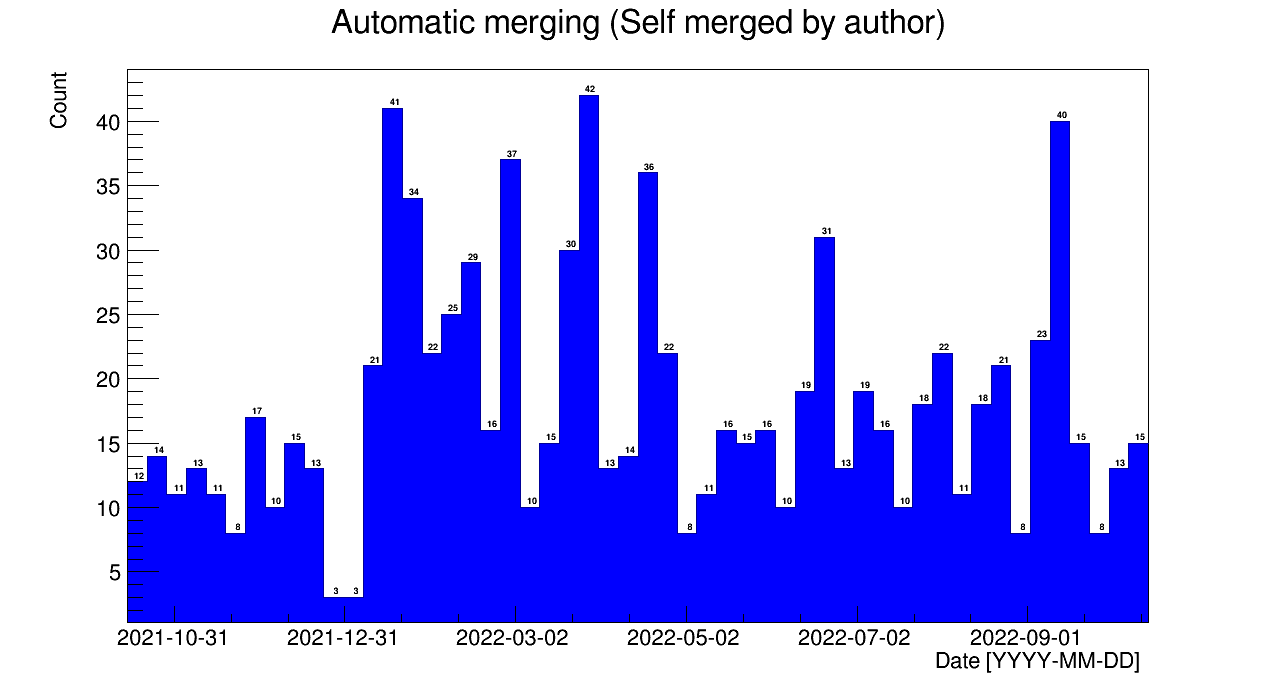 Automatic merging (Self merged by author)
Count
40
35
30
25
20
15
10
5
12 14 11 13 11 8 17 10 15 13 3 3 21 41 34 22 25 29 16 37 10 15 30 42 13 14 36 22 8 11 16 15 16 10 19 31 13 19 16 10 18 22 11 18 21 8 23 40 15 8 13 15
2021-10-31 2021-12-31 2022-03-02 2022-05-02 2022-07-02 2022-09-01
Date [YYYY-MM-DD]